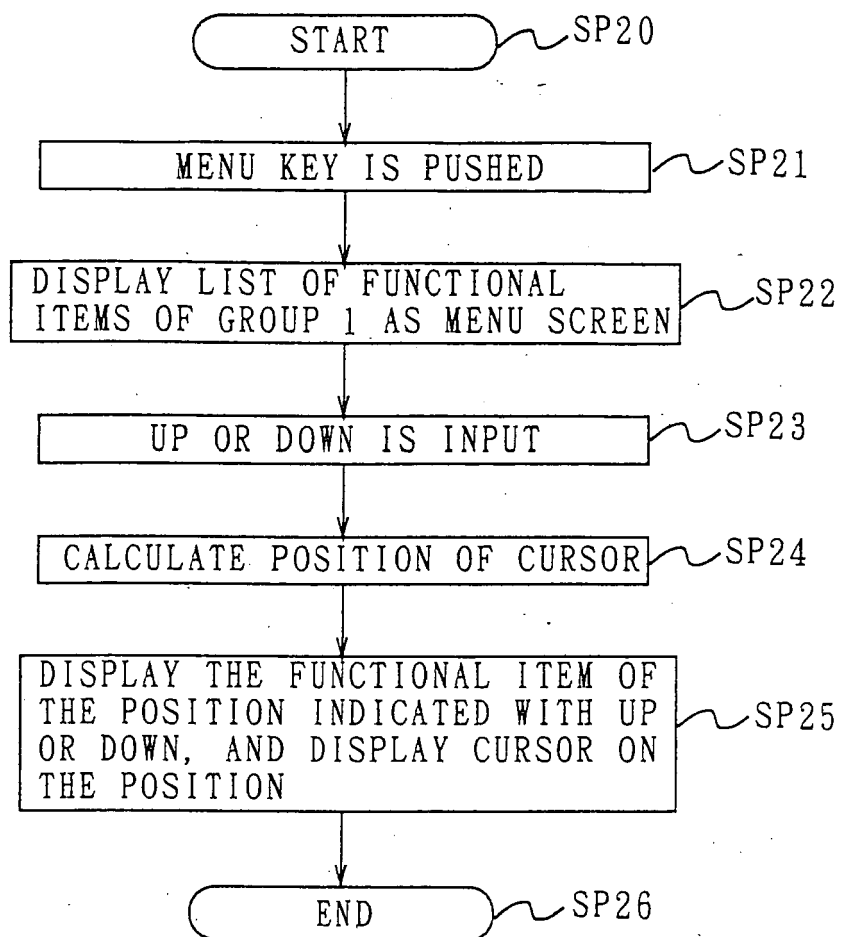 START
SP20
MENU KEY IS PUSHED
SP21
DISPLAY LIST OF FUNCTIONAL
ITEMS OF GROUP 1 AS MENU SCREEN
SP22
UP OR DOWN IS INPUT
SP23
CALCULATE POSITION OF CURSOR
SP24
DISPLAY THE FUNCTIONAL ITEM OF
THE POSITION INDICATED WITH UP
OR DOWN, AND DISPLAY CURSOR ON
THE POSITION
SP25
END
SP26